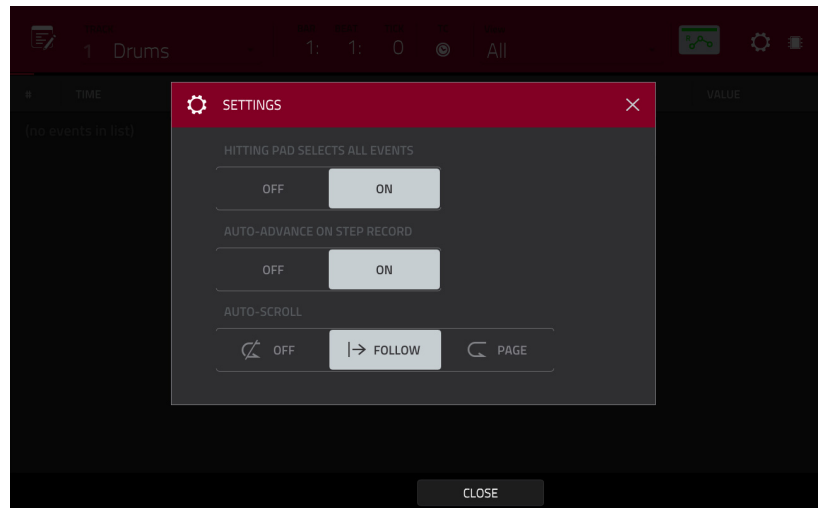 1 Drums 1: 1: 0 All
# TIME VALUE
(no events in list)
SETTINGS
HITTING PAD SELECTS ALL EVENTS
OFF ON
AUTO-ADVANCE ON STEP RECORD
OFF ON
AUTO-SCROLL
OFF FOLLOW PAGE
CLOSE